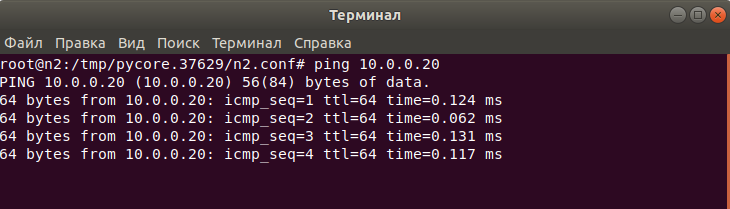 Терминал
Файл Правка Вид Поиск Терминал Справка
root@n2:/tmp/pycore.37629/n2.conf# ping 10.0.0.20
PING 10.0.0.20 (10.0.0.20) 56(84) bytes of data.
64 bytes from 10.0.0.20: icmp_seq=1 ttl=64 time=0.124 ms
64 bytes from 10.0.0.20: icmp_seq=2 ttl=64 time=0.062 ms
64 bytes from 10.0.0.20: icmp_seq=3 ttl=64 time=0.131 ms
64 bytes from 10.0.0.20: icmp_seq=4 ttl=64 time=0.117 ms